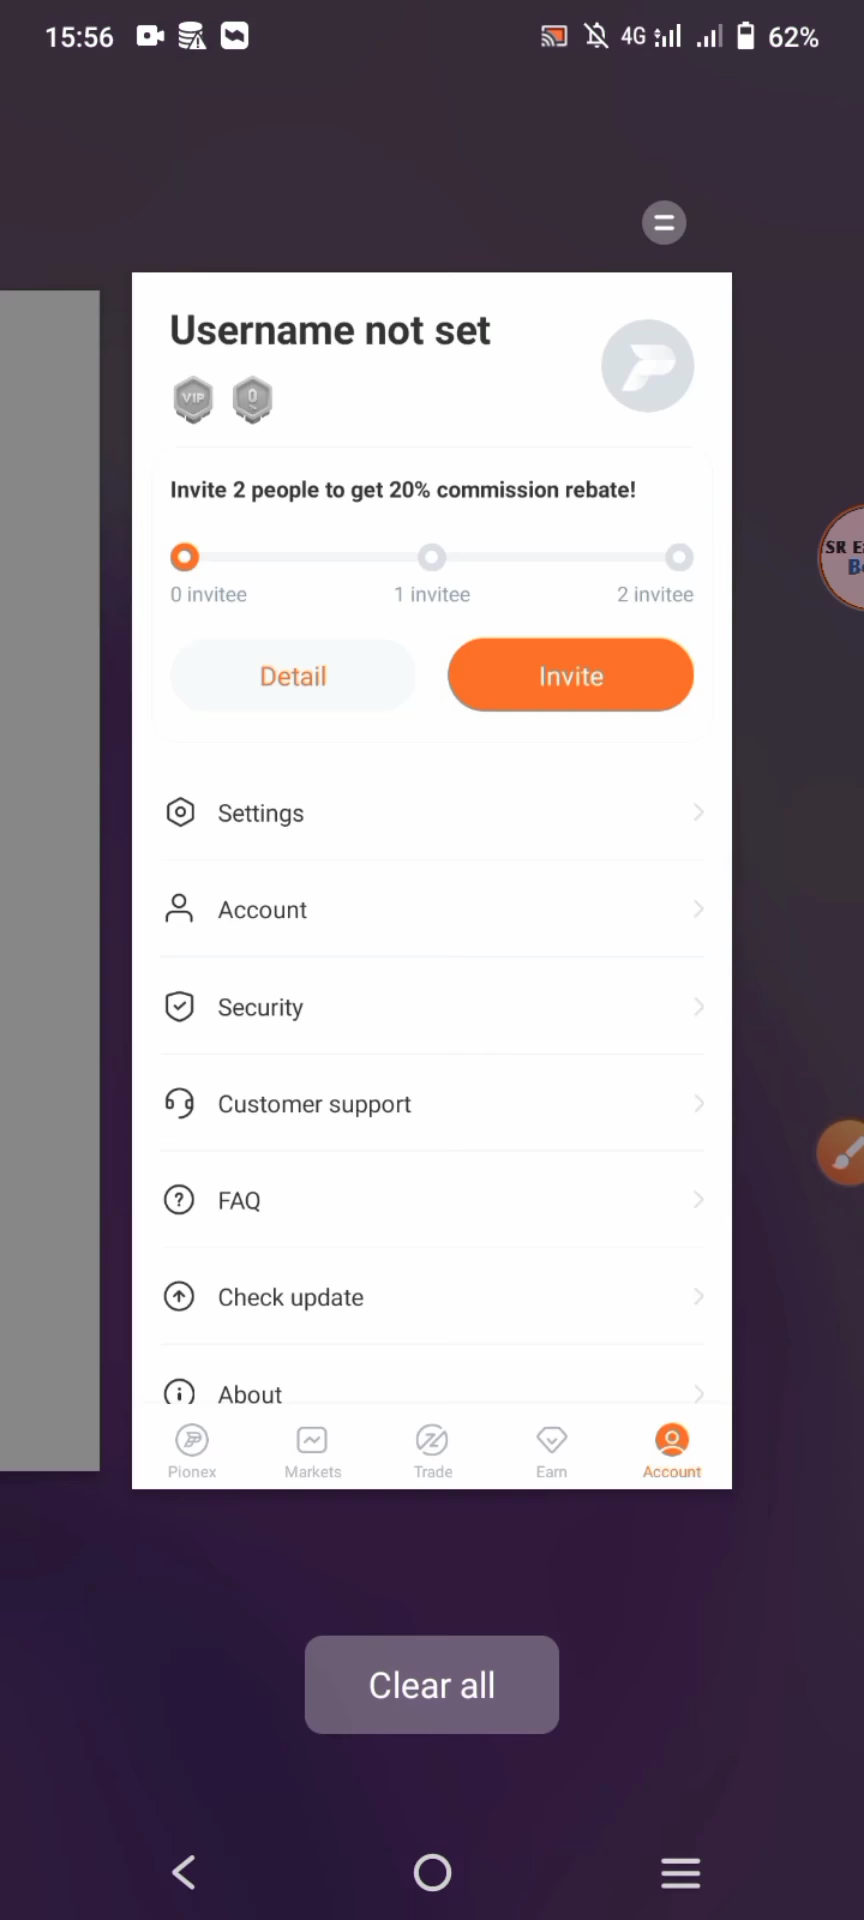 15:56
4G
62%
Username not set
VIP
0
Invite 2 people to get 20% commission rebate!
0 invitee
1 invitee
2 invitee
Detail
Invite
Settings
Account
Security
Customer support
FAQ
Check update
About
Pionex
Markets
Trade
Earn
Account
SR
Clear all